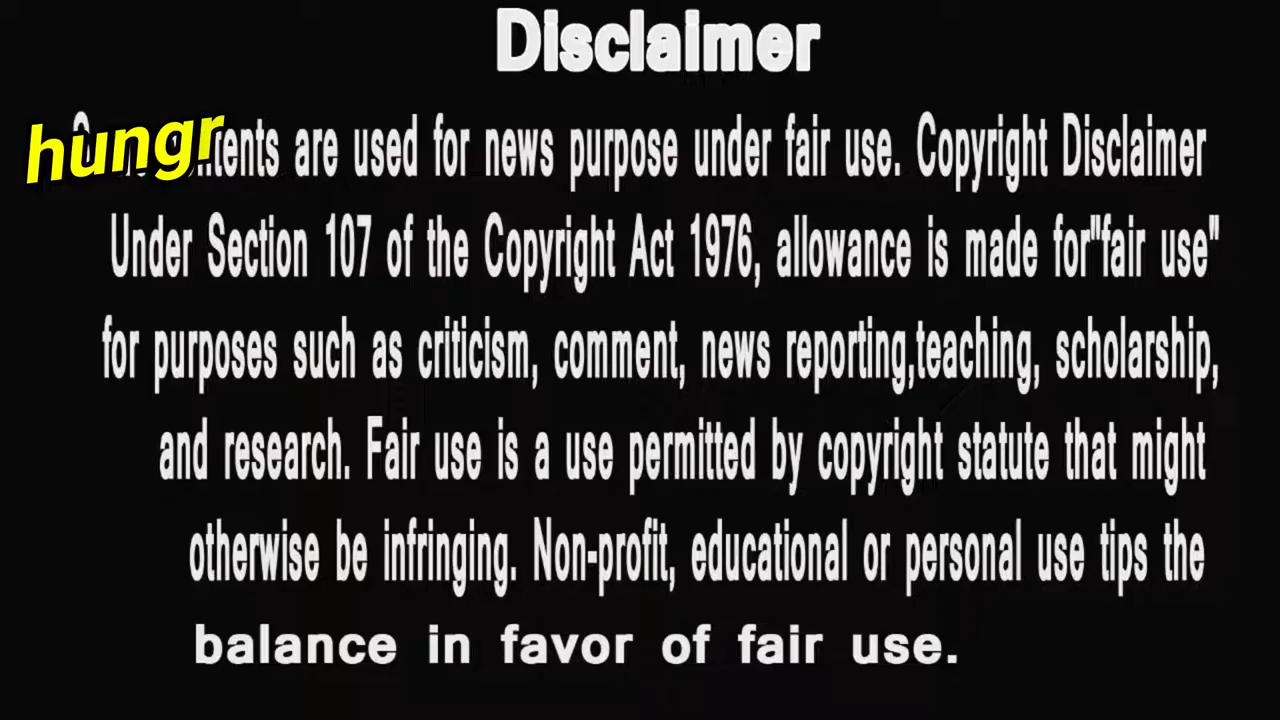 Disclaimer
hungr
are used for news purpose under fair use. Copyright Disclaimer
Under Section 107 of the Copyright Act 1976, allowance is made for"fair use"
for purposes such as criticism, comment, news reporting,teaching, scholarship,
and research. Fair use is a use permitted by copyright statute that might
otherwise be infringing. Non-profit, educational or personal use tips the
balance in favor of fair use.